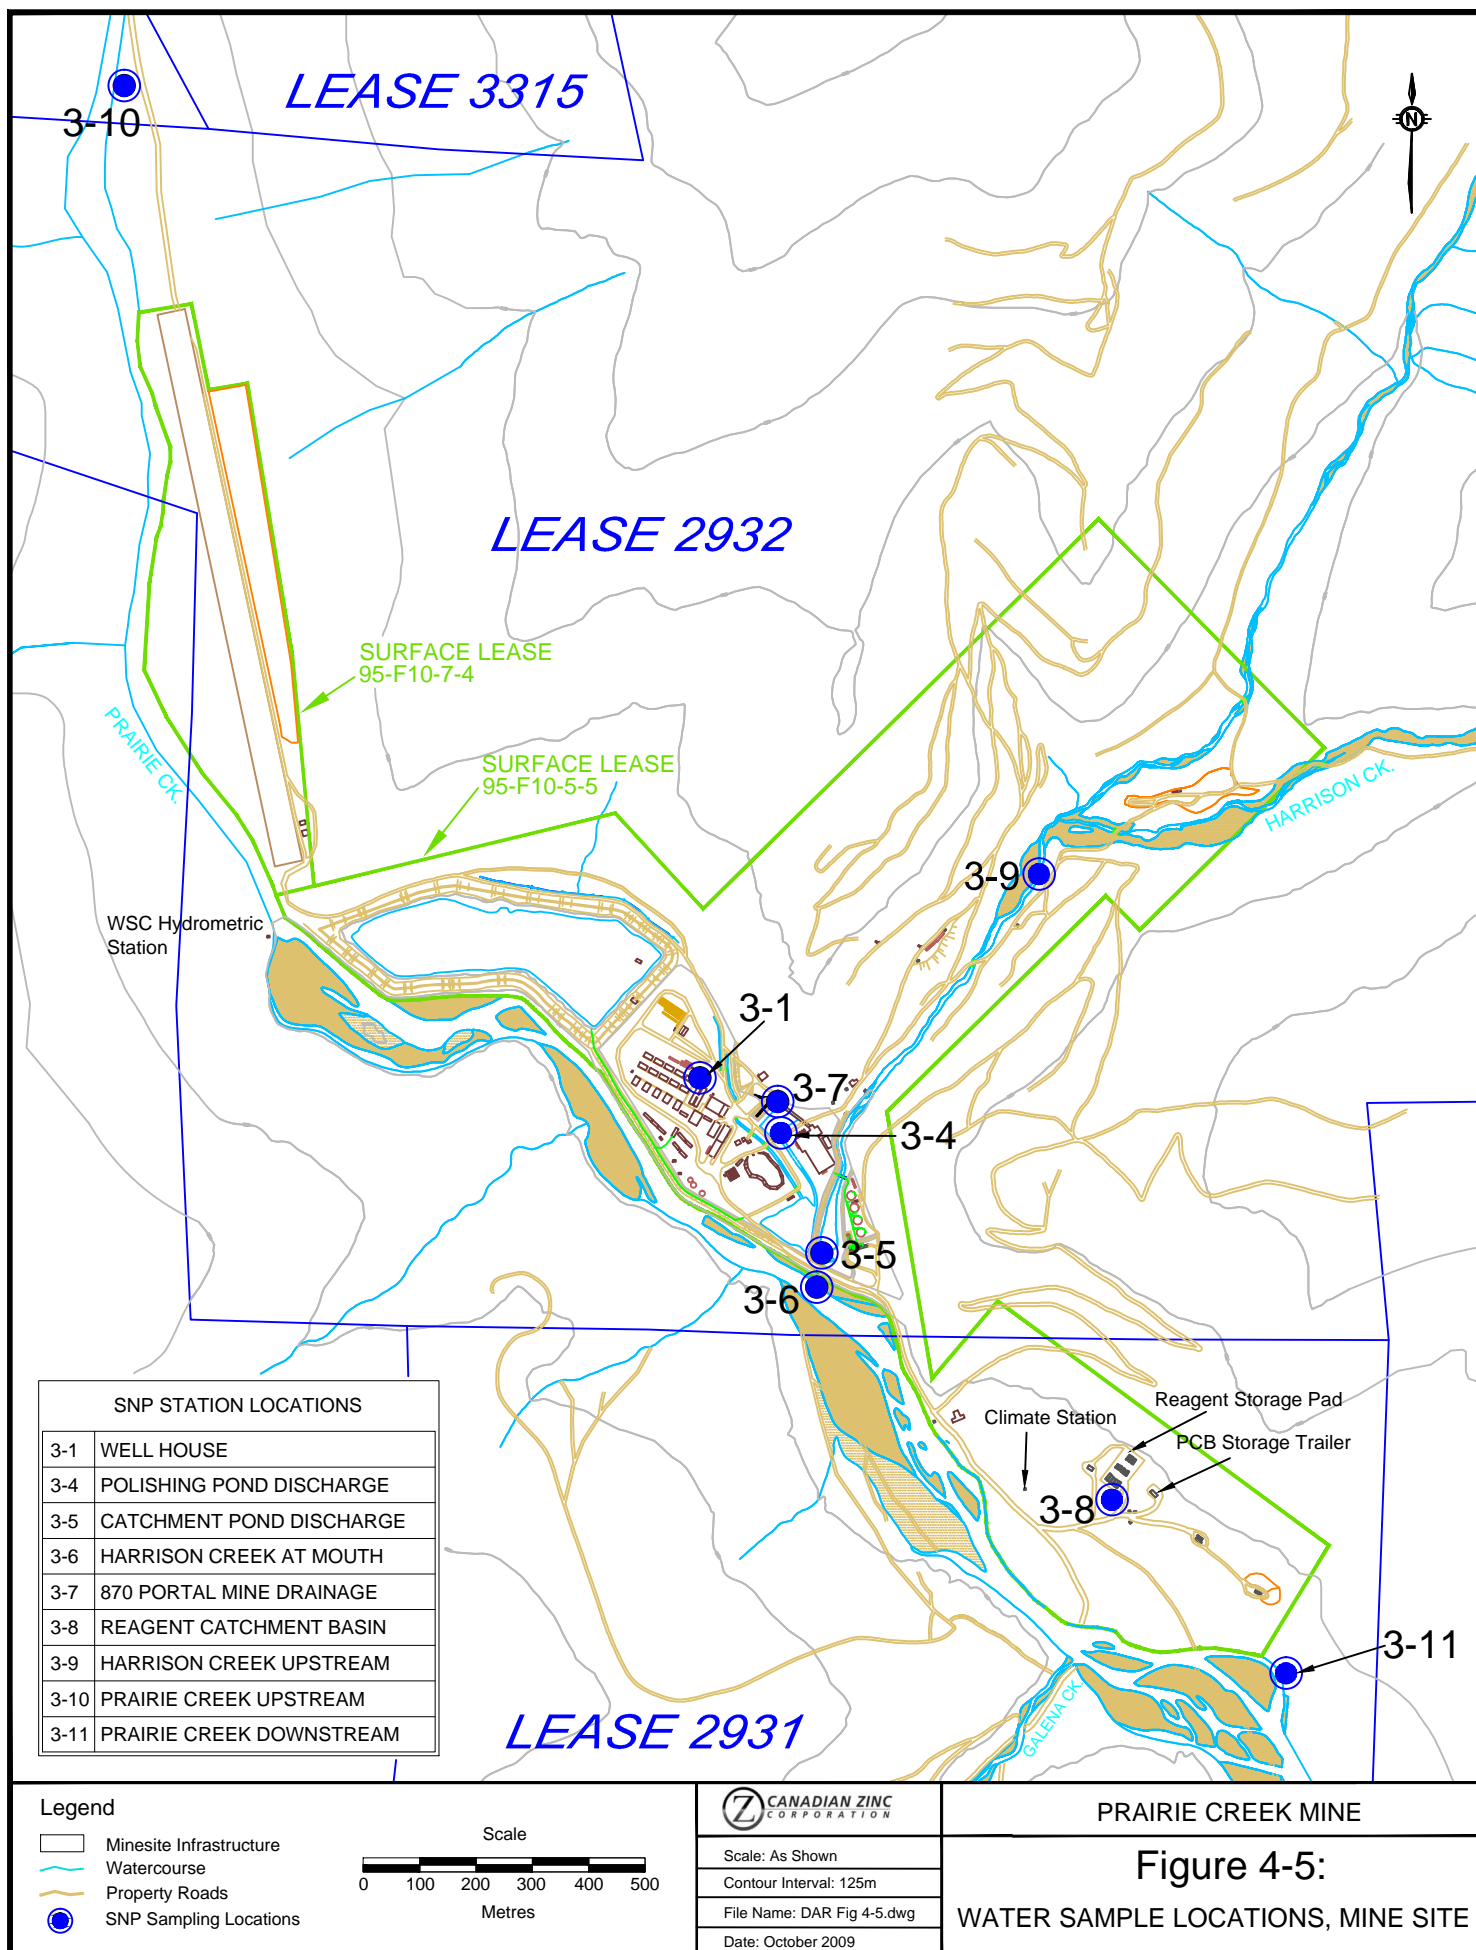 LEASE 3315
3-10
N
LEASE 2932
SURFACE LEASE
95-F10-7-4
PRAIRIE CK.
SURFACE LEASE
95-F10-5-5
HARRISON CK.
3-9
WSC Hydrometric
Station
3-1
3-7
3-4
3-5
3-6
Climate Station
Reagent Storage Pad
PCB Storage Trailer
3-8
3-11
GALENA CK.
LEASE 2931
SNP STATION LOCATIONS
3-1 WELL HOUSE
3-4 POLISHING POND DISCHARGE
3-5 CATCHMENT POND DISCHARGE
3-6 HARRISON CREEK AT MOUTH
3-7 870 PORTAL MINE DRAINAGE
3-8 REAGENT CATCHMENT BASIN
3-9 HARRISON CREEK UPSTREAM
3-10 PRAIRIE CREEK UPSTREAM
3-11 PRAIRIE CREEK DOWNSTREAM
Legend
Minesite Infrastructure
Watercourse
Property Roads
SNP Sampling Locations
Scale
0 100 200 300 400 500
Metres
Z CANADIAN ZINC
CORPORATION
Scale: As Shown
Contour Interval: 125m
File Name: DAR Fig 4-5.dwg
Date: October 2009
PRAIRIE CREEK MINE
Figure 4-5:
WATER SAMPLE LOCATIONS, MINE SITE